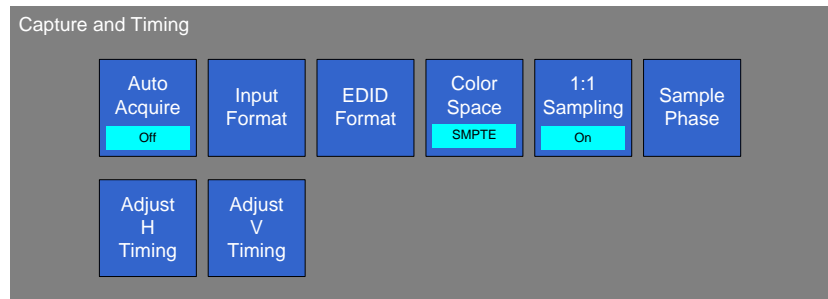 Capture and Timing
Auto
Acquire
Off
Input
Format
EDID
Format
Color
Space
SMPTE
1:1
Sampling
On
Sample
Phase
Adjust
H
Timing
Adjust
V
Timing